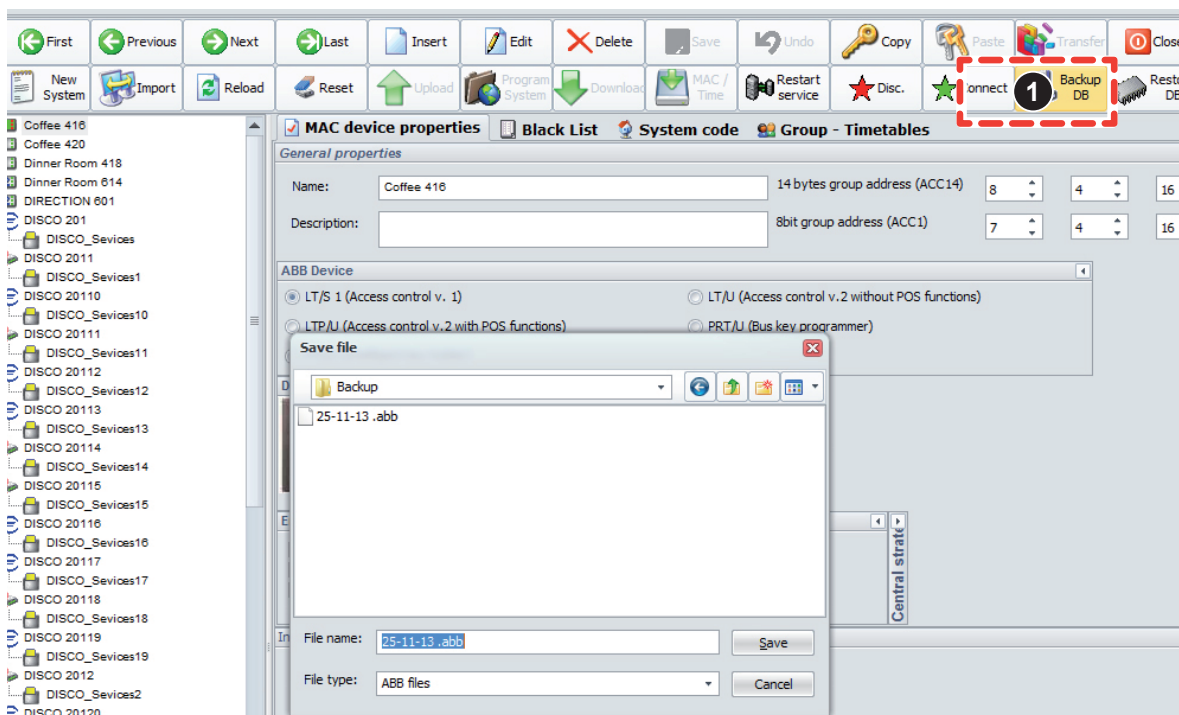 First Previous Next Last Insert Edit Delete Save Undo Copy Paste Transfer Close
New System Import Reload Reset Upload Program System Download MAC / Time Restart service Disc. 1 Backup DB
Coffee 416
Coffee 420
Dinner Room 418
Dinner Room 614
DIRECTION 601
DISCO 201
DISCO_Sevices
DISCO 2011
DISCO_Sevices1
DISCO 20110
DISCO_Sevices10
DISCO 20111
DISCO_Sevices11
DISCO 20112
DISCO_Sevices12
DISCO 20113
DISCO_Sevices13
DISCO 20114
DISCO_Sevices14
DISCO 20115
DISCO_Sevices15
DISCO 20116
DISCO_Sevices16
DISCO 20117
DISCO_Sevices17
DISCO 20118
DISCO_Sevices18
DISCO 20119
DISCO_Sevices19
DISCO 2012
DISCO_Sevices2
DISCO 20120
MAC device properties Black List System code Group - Timetables
General properties
Name: Coffee 416 14 bytes group address (ACC14) 8 4 16
Description: 8bit group address (ACC1) 7 4 16
ABB Device
LT/S 1 (Access control v. 1) LT/U (Access control v.2 without POS functions)
LTP/U (Access control v.2 with POS functions) PRT/U (Bus key programmer)
Save file
Backup
25-11-13 .abb
Central strate
File name: 25-11-13 .abb Save
File type: ABB files Cancel